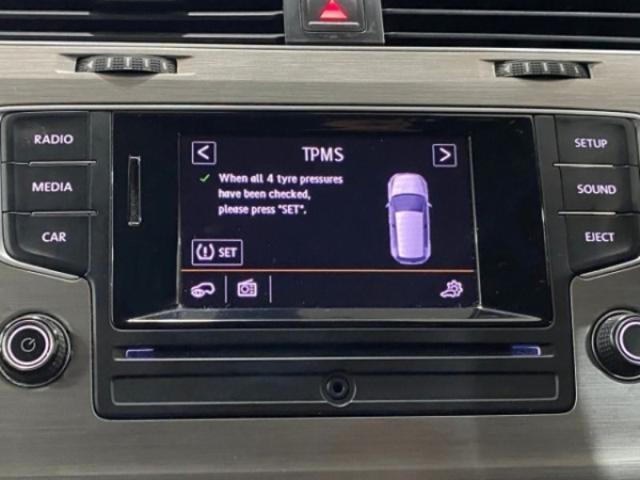 RADIO
MEDIA
CAR
TPMS
When all 4 tyre pressures
have been checked,
please press "SET".
SET
SETUP
SOUND
EJECT